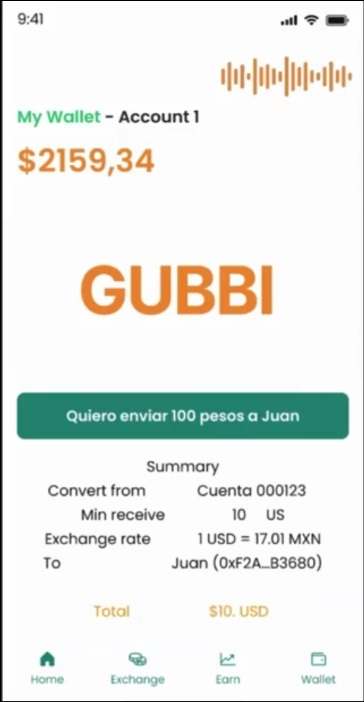 9:41
My Wallet - Account 1
$2159,34
GUBBI
Quiero enviar 100 pesos a Juan
Summary
Convert from Cuenta 000123
Min receive 10 US
Exchange rate 1 USD = 17.01 MXN
To Juan (0xF2A...B3680)
Total $10. USD
Home Exchange Earn Wallet